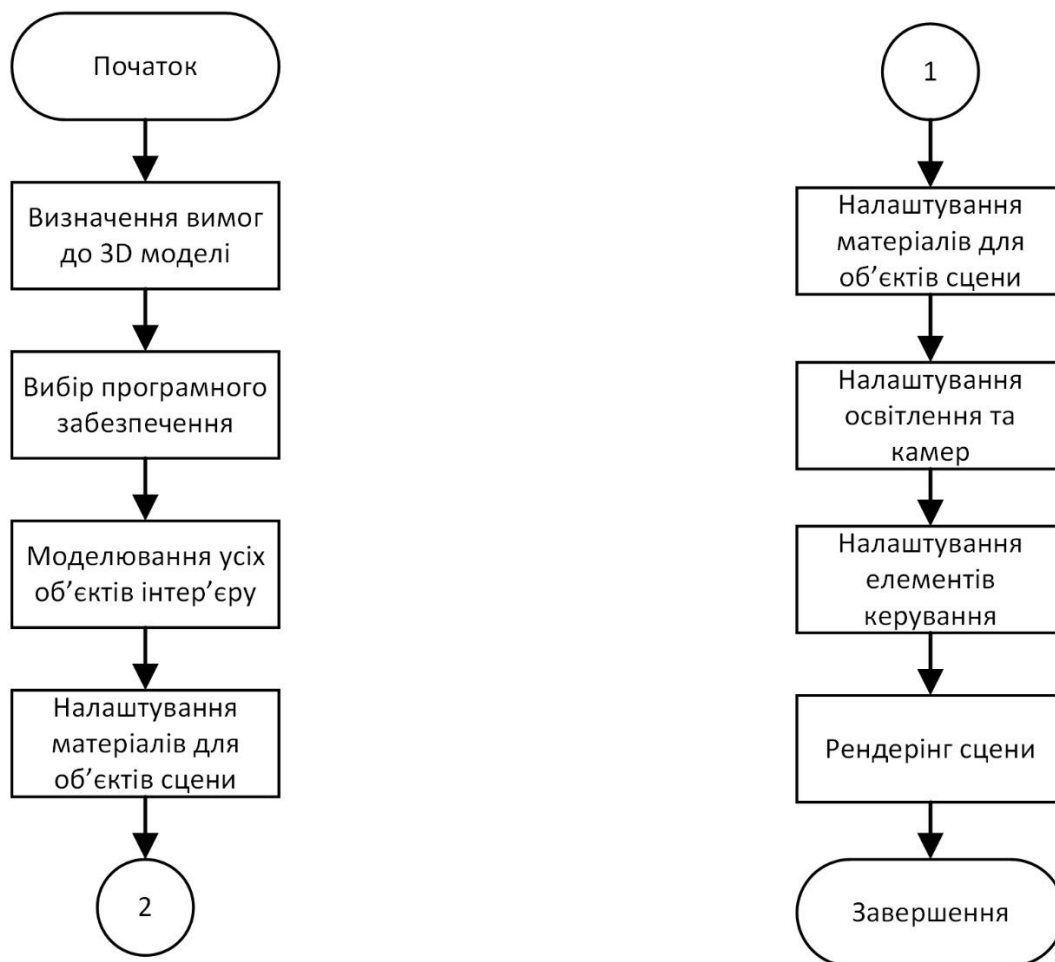 Початок
Визначення вимог
до 3D моделі
Вибір програмного
забезпечення
Моделювання усіх
об’єктів інтер’єру
Налаштування
матеріалів для
об’єктів сцени
2
1
Налаштування
матеріалів для
об’єктів сцени
Налаштування
освітлення та
камер
Налаштування
елементів
керування
Рендерінг сцени
Завершення